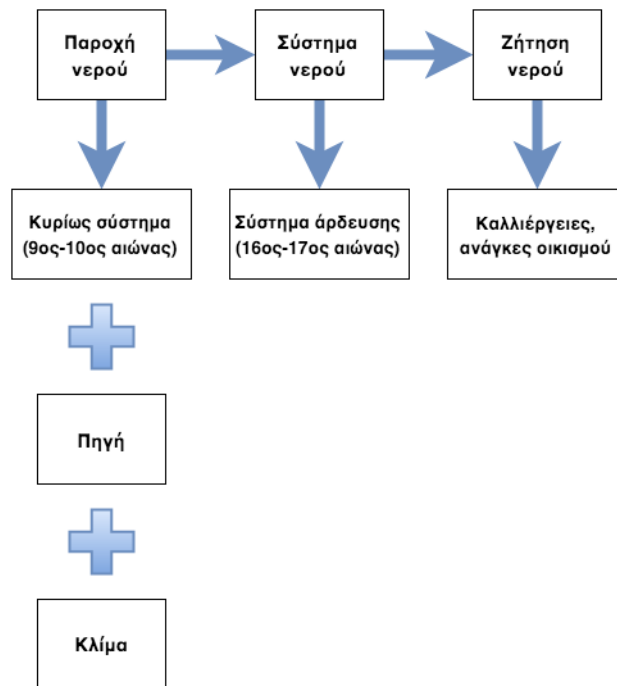 Παροχή
νερού
Σύστημα
νερού
Ζήτηση
νερού
Κυρίως σύστημα
(9ος-10ος αιώνας)
Σύστημα άρδευσης
(16ος-17ος αιώνας)
Καλλιέργειες,
ανάγκες οικισμού
Πηγή
Κλίμα